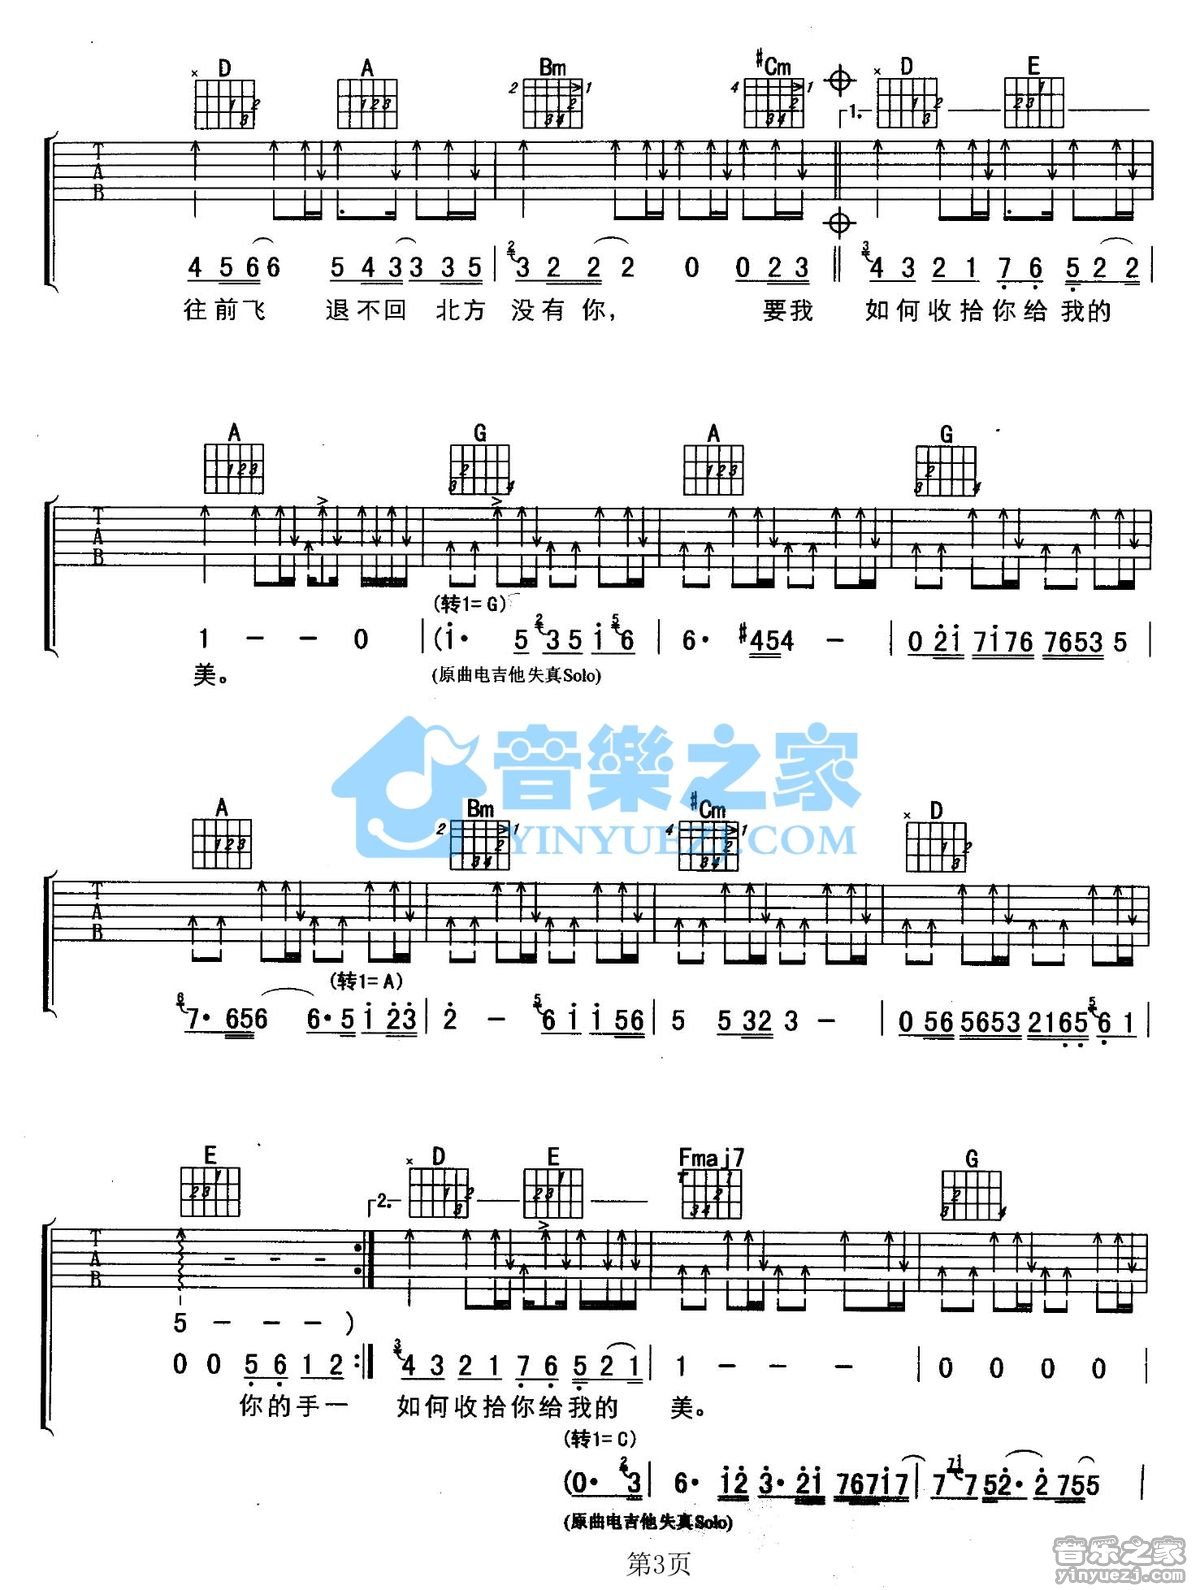 D A Bm #Cm D E
1.
T
A
B
4 5 6 6 5 4 3 3 3 5 3 2 2 2 0 0 2 3 4 3 2 1 7 6 5 2 2
往前飞 退不回 北方 没有你, 要我 如何收拾你给我的
A G A G
T
A
B
(转1=G)
1 - - 0 (i· 5 3 5 i 6 6· #4 5 4 - 0 2 i 7 i 7 6 7 6 5 3 5
美。 (原曲电吉他失真Solo)
音樂之家
YINYUEZJ.COM
A Bm #Cm D
T
A
B
(转1=A)
7· 6 5 6 6· 5 i 2 3 2 - 6 i i 5 6 5 5 3 2 3 - 0 5 6 5 6 5 3 2 1 6 5 6 1
E D E Fmaj7 G
2.
T
A
B
5 - - - )
0 0 5 6 1 2 4 3 2 1 7 6 5 2 1 1 - - - 0 0 0 0
你的手一 如何收拾你给我的 美。
(转1=C)
(0· 3 6· i 2 3· 2 i 7 6 7 i 7 7 7 5 2· 2 7 5 5
(原曲电吉他失真Solo)
第3页
音乐之家
yinyuezj.com